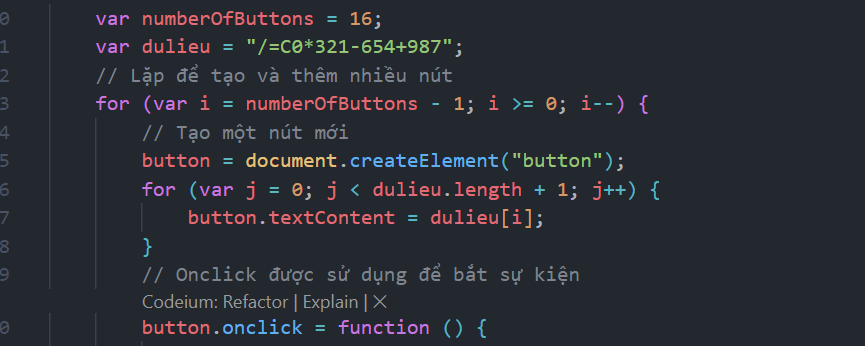 0 var numberOfButtons = 16;
1 var dulieu = "/=C0*321-654+987";
2 // Lặp để tạo và thêm nhiều nút
3 for (var i = numberOfButtons - 1; i >= 0; i--) {
4 // Tạo một nút mới
5 button = document.createElement("button");
6 for (var j = 0; j < dulieu.length + 1; j++) {
7 button.textContent = dulieu[i];
8 }
9 // Onclick được sử dụng để bắt sự kiện
Codeium: Refactor | Explain | ✕
0 button.onclick = function () {